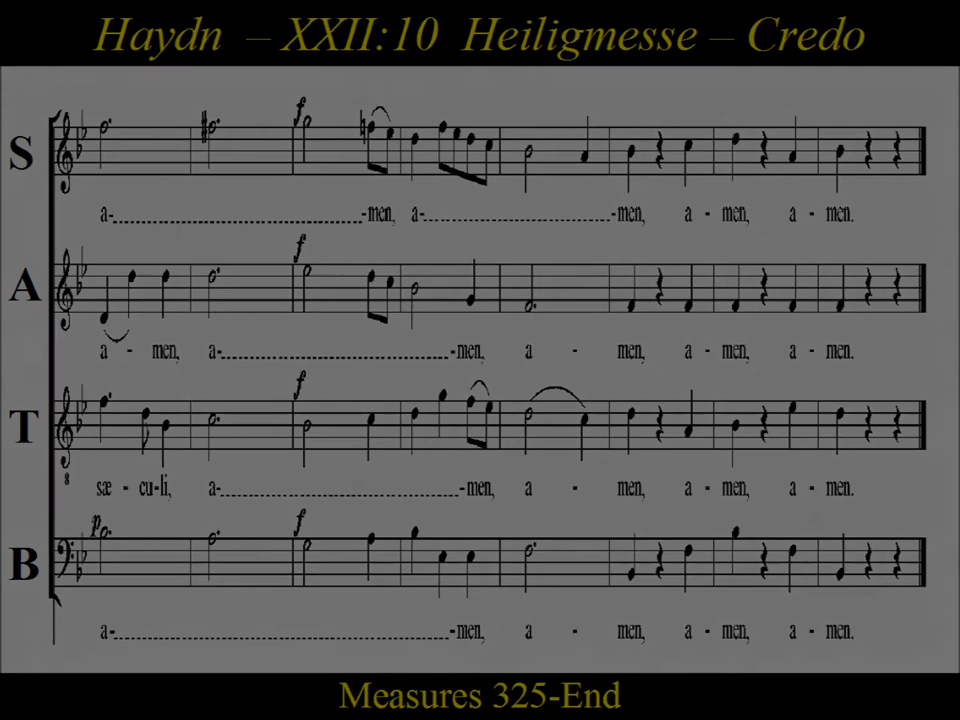 Haydn – XXII:10 Heiligmesse – Credo
f
S
a- -men, a- -men, a - men, a - men.
f
A
a - men, a- -men, a - men, a - men, a - men.
f
T
8
sæ - cu-li, a- -men, a - men, a - men, a - men.
p f
B
a- -men, a - men, a - men, a - men.
Measures 325-End